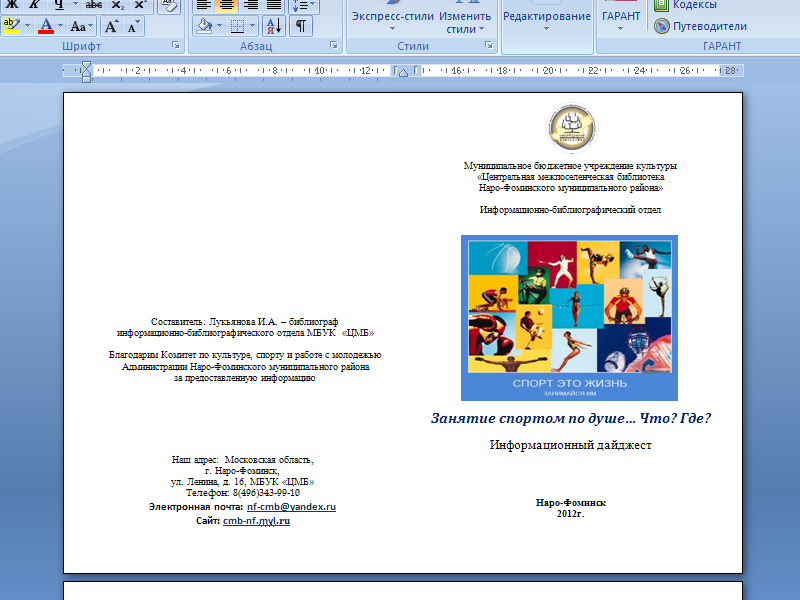 Ж К Ч abc x₂ x²
Экспресс-стили
Изменить стили
Редактирование
ГАРАНТ
Кодексы
Путеводители
Шрифт
Абзац
Стили
ГАРАНТ
2 4 6 8 10 12 16 18 20 22 24 26 28
Муниципальное бюджетное учреждение культуры
«Центральная межпоселенческая библиотека
Наро-Фоминского муниципального района»
Информационно-библиографический отдел
СПОРТ ЭТО ЖИЗНЬ
ЗАНИМАЙСЯ ИМ
Занятие спортом по душе... Что? Где?
Информационный дайджест
Наро-Фоминск
2012г.
Составитель: Лукьянова И.А. – библиограф
информационно-библиографического отдела МБУК «ЦМБ»
Благодарим Комитет по культуре, спорту и работе с молодежью
Администрации Наро-Фоминского муниципального района
за предоставленную информацию
Наш адрес: Московская область,
г. Наро-Фоминск,
ул. Ленина, д. 16, МБУК «ЦМБ»
Телефон: 8(496)343-99-10
Электронная почта: nf-cmb@yandex.ru
Сайт: cmb-nf.myl.ru